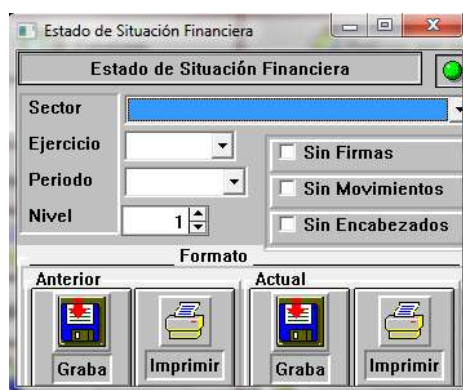 Estado de Situación Financiera
Estado de Situación Financiera
Sector
Ejercicio
Sin Firmas
Periodo
Sin Movimientos
Nivel
1
Sin Encabezados
Formato
Anterior
Actual
Graba
Imprimir
Graba
Imprimir